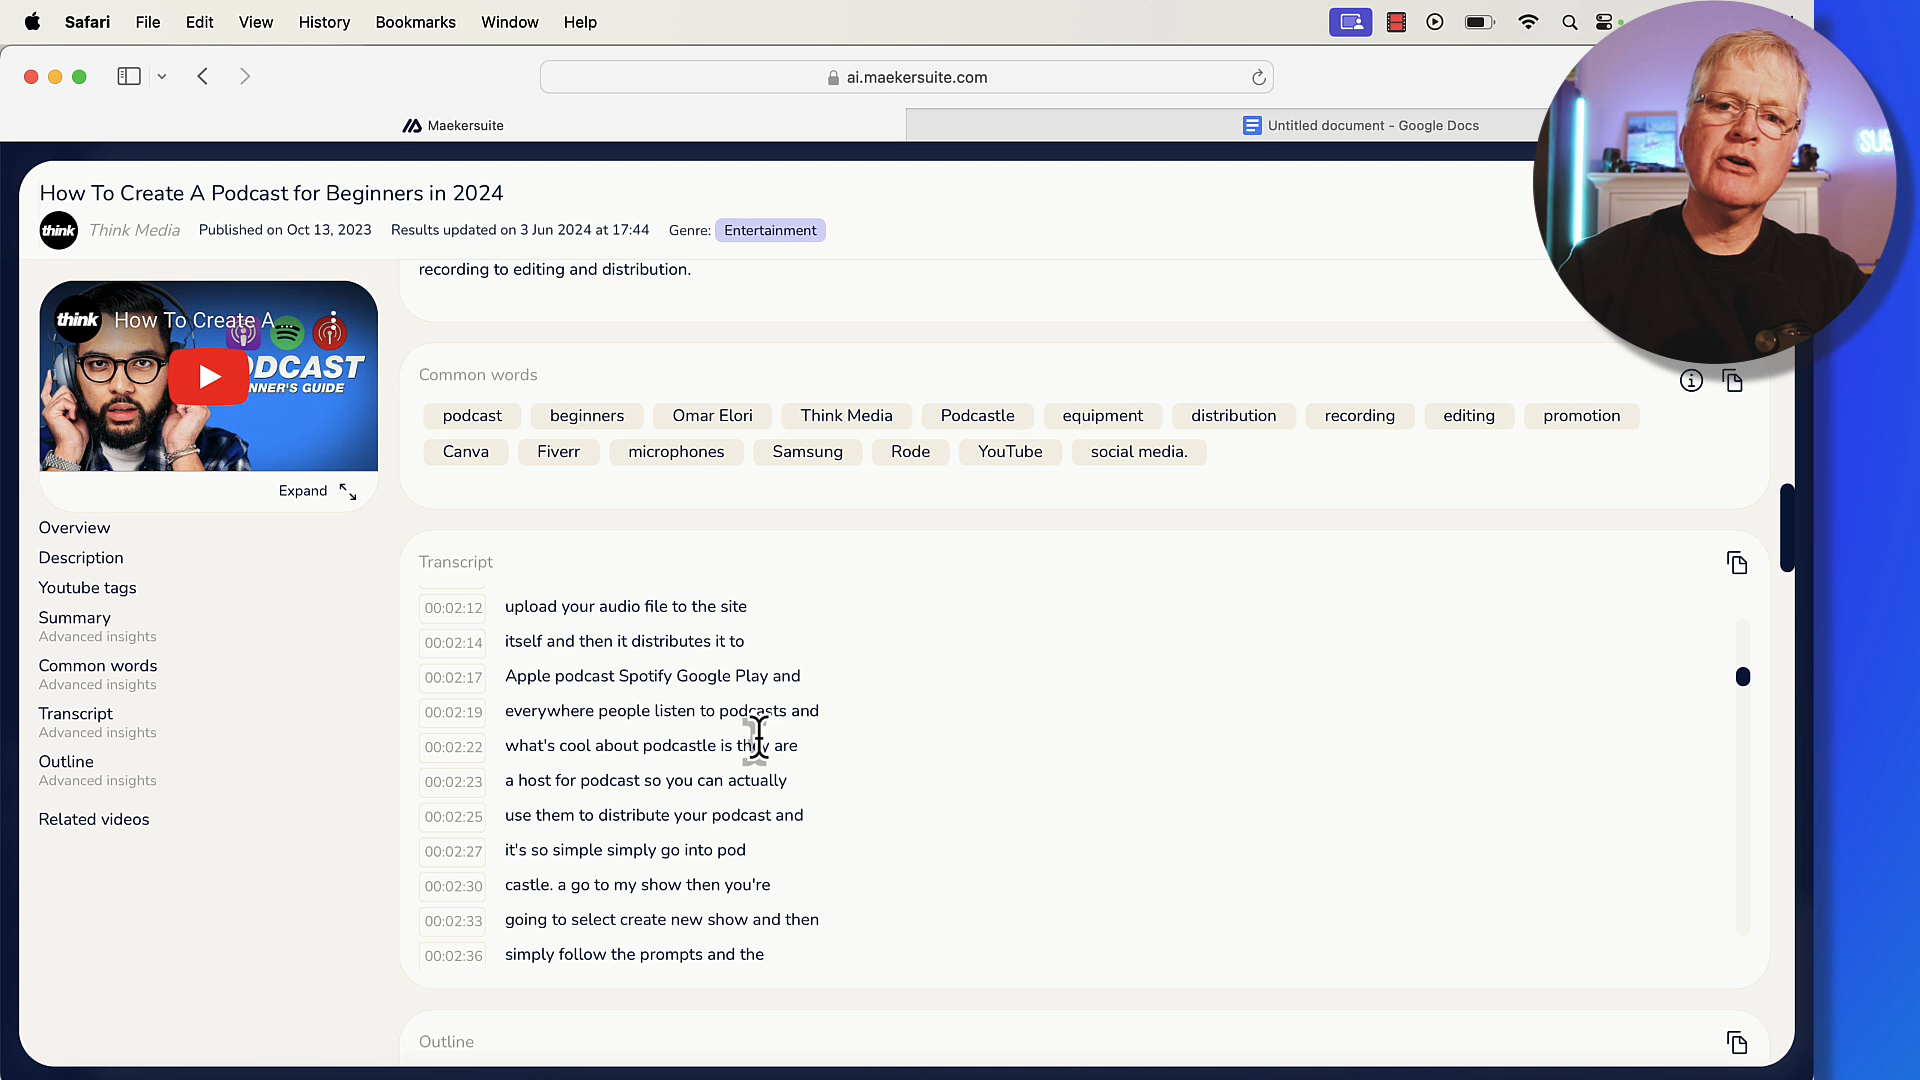 Safari File Edit View History Bookmarks Window Help
ai.maekersuite.com
Maekersuite
Untitled document - Google Docs
How To Create A Podcast for Beginners in 2024
think Think Media Published on Oct 13, 2023 Results updated on 3 Jun 2024 at 17:44 Genre: Entertainment
recording to editing and distribution.
think How To Create A
ODCAST
NNER'S GUIDE
Expand
Overview
Description
Youtube tags
Summary
Advanced insights
Common words
Advanced insights
Transcript
Advanced insights
Outline
Advanced insights
Related videos
Common words
podcast beginners Omar Elori Think Media Podcastle equipment distribution recording editing promotion
Canva Fiverr microphones Samsung Rode YouTube social media.
Transcript
00:02:12 upload your audio file to the site
00:02:14 itself and then it distributes it to
00:02:17 Apple podcast Spotify Google Play and
00:02:19 everywhere people listen to podcasts and
00:02:22 what's cool about podcastle is they are
00:02:23 a host for podcast so you can actually
00:02:25 use them to distribute your podcast and
00:02:27 it's so simple simply go into pod
00:02:30 castle. a go to my show then you're
00:02:33 going to select create new show and then
00:02:36 simply follow the prompts and the
Outline
SU